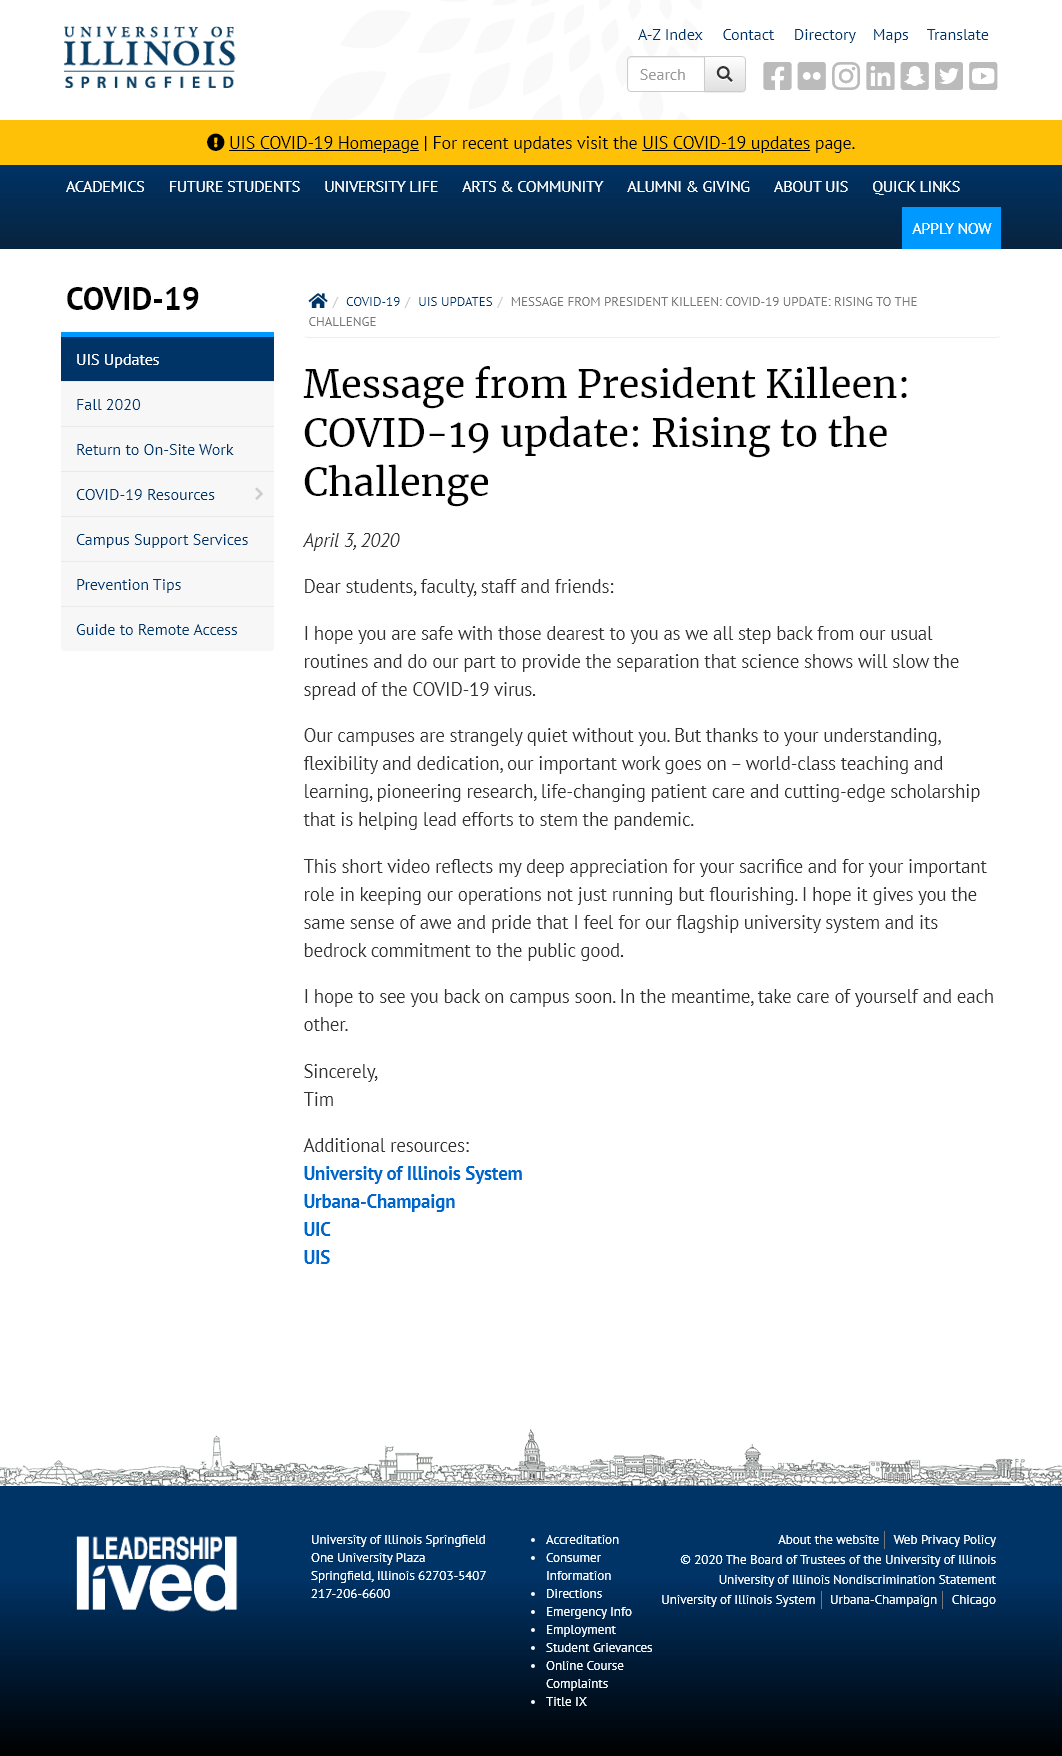 UNIVERSITY OF
ILLINOIS
SPRINGFIELD
A-Z Index Contact Directory Maps Translate
Search
UIS COVID-19 Homepage | For recent updates visit the UIS COVID-19 updates page.
ACADEMICS FUTURE STUDENTS UNIVERSITY LIFE ARTS & COMMUNITY ALUMNI & GIVING ABOUT UIS QUICK LINKS
APPLY NOW
COVID-19
UIS Updates
Fall 2020
Return to On-Site Work
COVID-19 Resources
Campus Support Services
Prevention Tips
Guide to Remote Access
/ COVID-19 / UIS UPDATES / MESSAGE FROM PRESIDENT KILLEEN: COVID-19 UPDATE: RISING TO THE
CHALLENGE
Message from President Killeen:
COVID-19 update: Rising to the
Challenge
April 3, 2020
Dear students, faculty, staff and friends:
I hope you are safe with those dearest to you as we all step back from our usual
routines and do our part to provide the separation that science shows will slow the
spread of the COVID-19 virus.
Our campuses are strangely quiet without you. But thanks to your understanding,
flexibility and dedication, our important work goes on – world-class teaching and
learning, pioneering research, life-changing patient care and cutting-edge scholarship
that is helping lead efforts to stem the pandemic.
This short video reflects my deep appreciation for your sacrifice and for your important
role in keeping our operations not just running but flourishing. I hope it gives you the
same sense of awe and pride that I feel for our flagship university system and its
bedrock commitment to the public good.
I hope to see you back on campus soon. In the meantime, take care of yourself and each
other.
Sincerely,
Tim
Additional resources:
University of Illinois System
Urbana-Champaign
UIC
UIS
LEADERSHIP
lived
University of Illinois Springfield
One University Plaza
Springfield, Illinois 62703-5407
217-206-6600
• Accreditation
• Consumer
Information
• Directions
• Emergency Info
• Employment
• Student Grievances
• Online Course
Complaints
• Title IX
About the website | Web Privacy Policy
© 2020 The Board of Trustees of the University of Illinois
University of Illinois Nondiscrimination Statement
University of Illinois System | Urbana-Champaign | Chicago